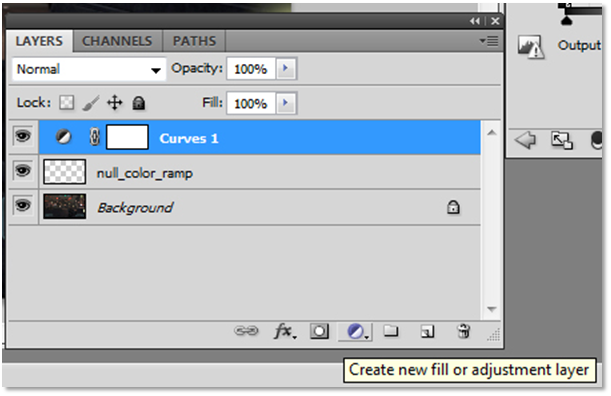 LAYERS CHANNELS PATHS
Normal Opacity: 100%
Output
Lock: Fill: 100%
Curves 1
null_color_ramp
Background
fx.
Create new fill or adjustment layer